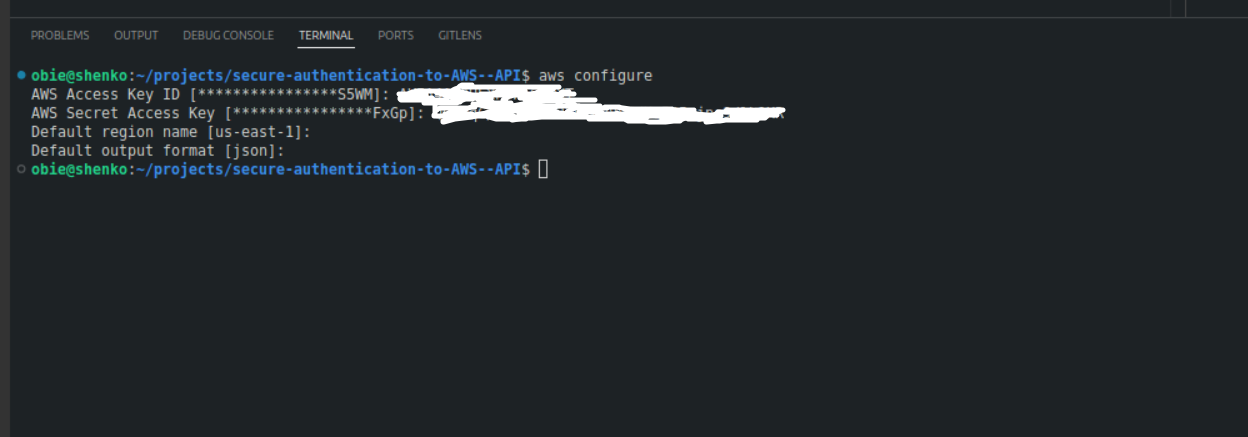 PROBLEMS OUTPUT DEBUG CONSOLE TERMINAL PORTS GITLENS
obie@shenko:~/projects/secure-authentication-to-AWS--API$ aws configure
AWS Access Key ID [****************S5WM]:
AWS Secret Access Key [****************FxGp]:
Default region name [us-east-1]:
Default output format [json]:
obie@shenko:~/projects/secure-authentication-to-AWS--API$